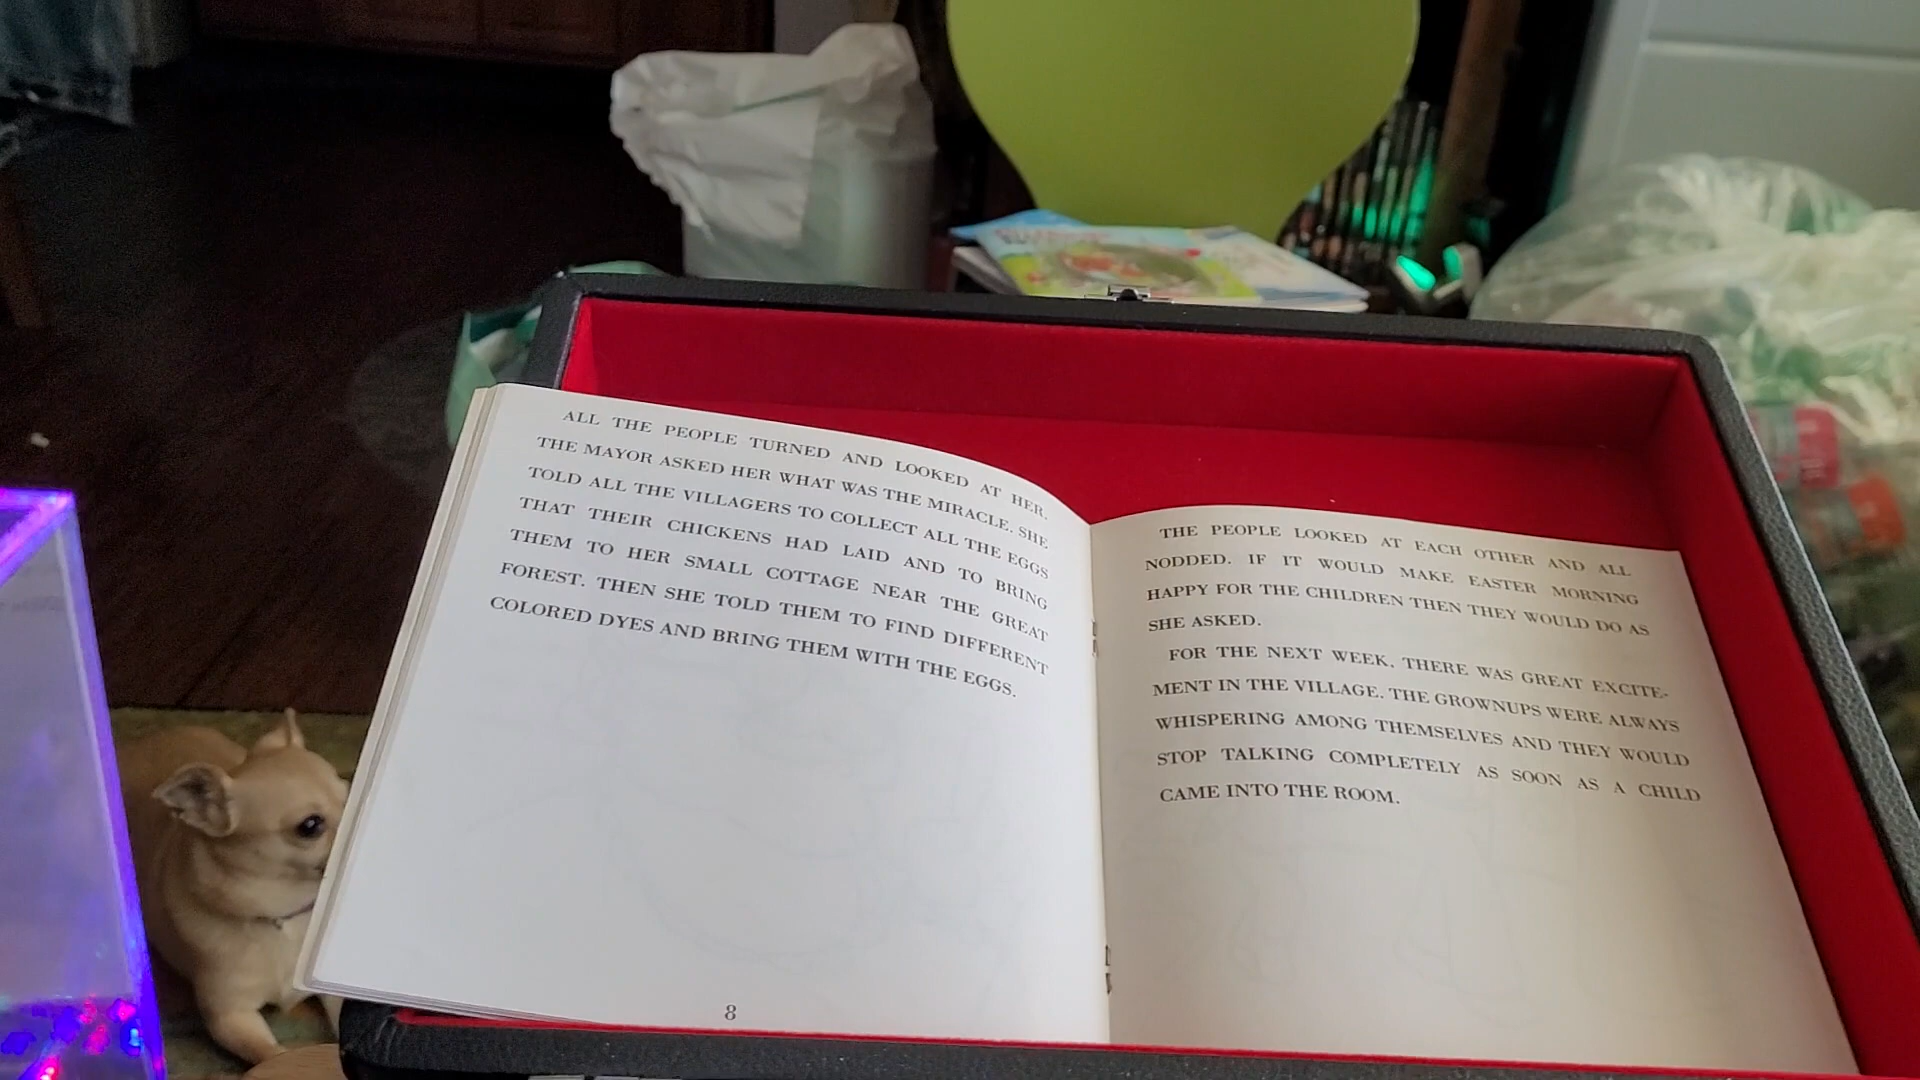 ALL THE PEOPLE TURNED AND LOOKED AT HER.
THE MAYOR ASKED HER WHAT WAS THE MIRACLE. SHE
TOLD ALL THE VILLAGERS TO COLLECT ALL THE EGGS
THAT THEIR CHICKENS HAD LAID AND TO BRING
THEM TO HER SMALL COTTAGE NEAR THE GREAT
FOREST. THEN SHE TOLD THEM TO FIND DIFFERENT
COLORED DYES AND BRING THEM WITH THE EGGS.
8
THE PEOPLE LOOKED AT EACH OTHER AND ALL
NODDED. IF IT WOULD MAKE EASTER MORNING
HAPPY FOR THE CHILDREN THEN THEY WOULD DO AS
SHE ASKED.
FOR THE NEXT WEEK, THERE WAS GREAT EXCITE-
MENT IN THE VILLAGE. THE GROWNUPS WERE ALWAYS
WHISPERING AMONG THEMSELVES AND THEY WOULD
STOP TALKING COMPLETELY AS SOON AS A CHILD
CAME INTO THE ROOM.